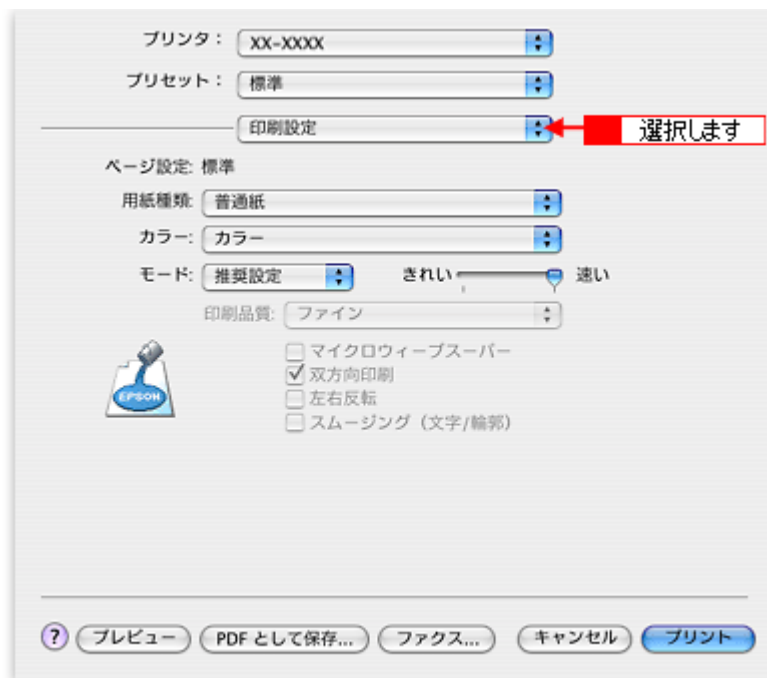 プリンタ： XX-XXXX
プリセット： 標準
印刷設定 選択します
ページ設定: 標準
用紙種類: 普通紙
カラー: カラー
モード: 推奨設定 きれい 速い
印刷品質: ファイン
マイクロウィーブスーパー
双方向印刷
左右反転
スムージング（文字/輪郭）
EPSON
? プレビュー PDF として保存... ファクス... キャンセル プリント